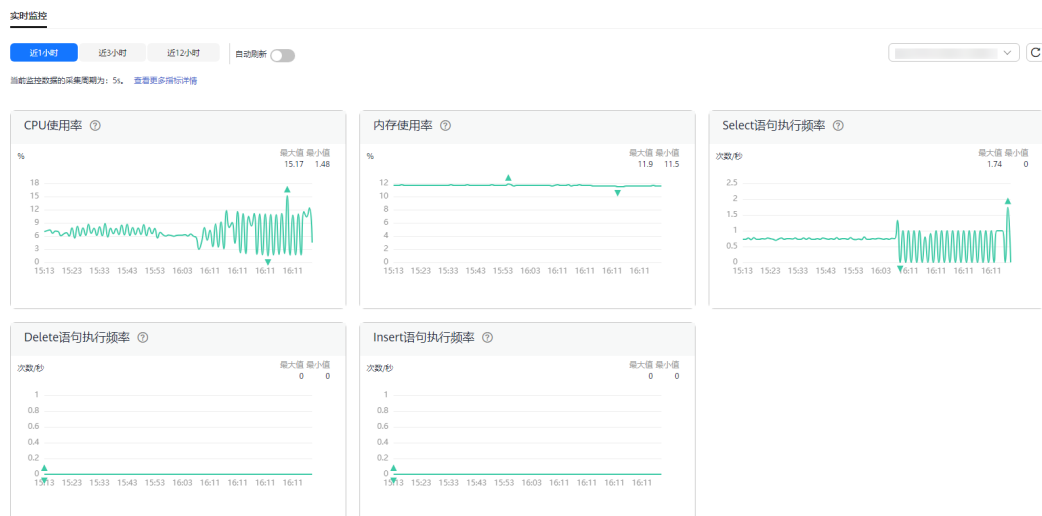 实时监控
近1小时 近3小时 近12小时 自动刷新
当前监控数据的采集周期为：5s。 查看更多指标详情
CPU使用率
%
最大值 最小值
15.17 1.48
18
15
12
9
6
3
0
15:13 15:23 15:33 15:43 15:53 16:03 16:11 16:11 16:11 16:11
内存使用率
%
最大值 最小值
11.9 11.5
12
10
8
6
4
2
0
15:13 15:23 15:33 15:43 15:53 16:03 16:11 16:11 16:11 16:11
Select语句执行频率
次数/秒
最大值 最小值
1.74 0
2.5
2
1.5
1
0.5
0
15:13 15:23 15:33 15:43 15:53 16:03 16:11 16:11 16:11 16:11
Delete语句执行频率
次数/秒
最大值 最小值
0 0
1
0.8
0.6
0.4
0.2
0
15:13 15:23 15:33 15:43 15:53 16:03 16:11 16:11 16:11 16:11
Insert语句执行频率
次数/秒
最大值 最小值
0 0
1
0.8
0.6
0.4
0.2
0
15:13 15:23 15:33 15:43 15:53 16:03 16:11 16:11 16:11 16:11